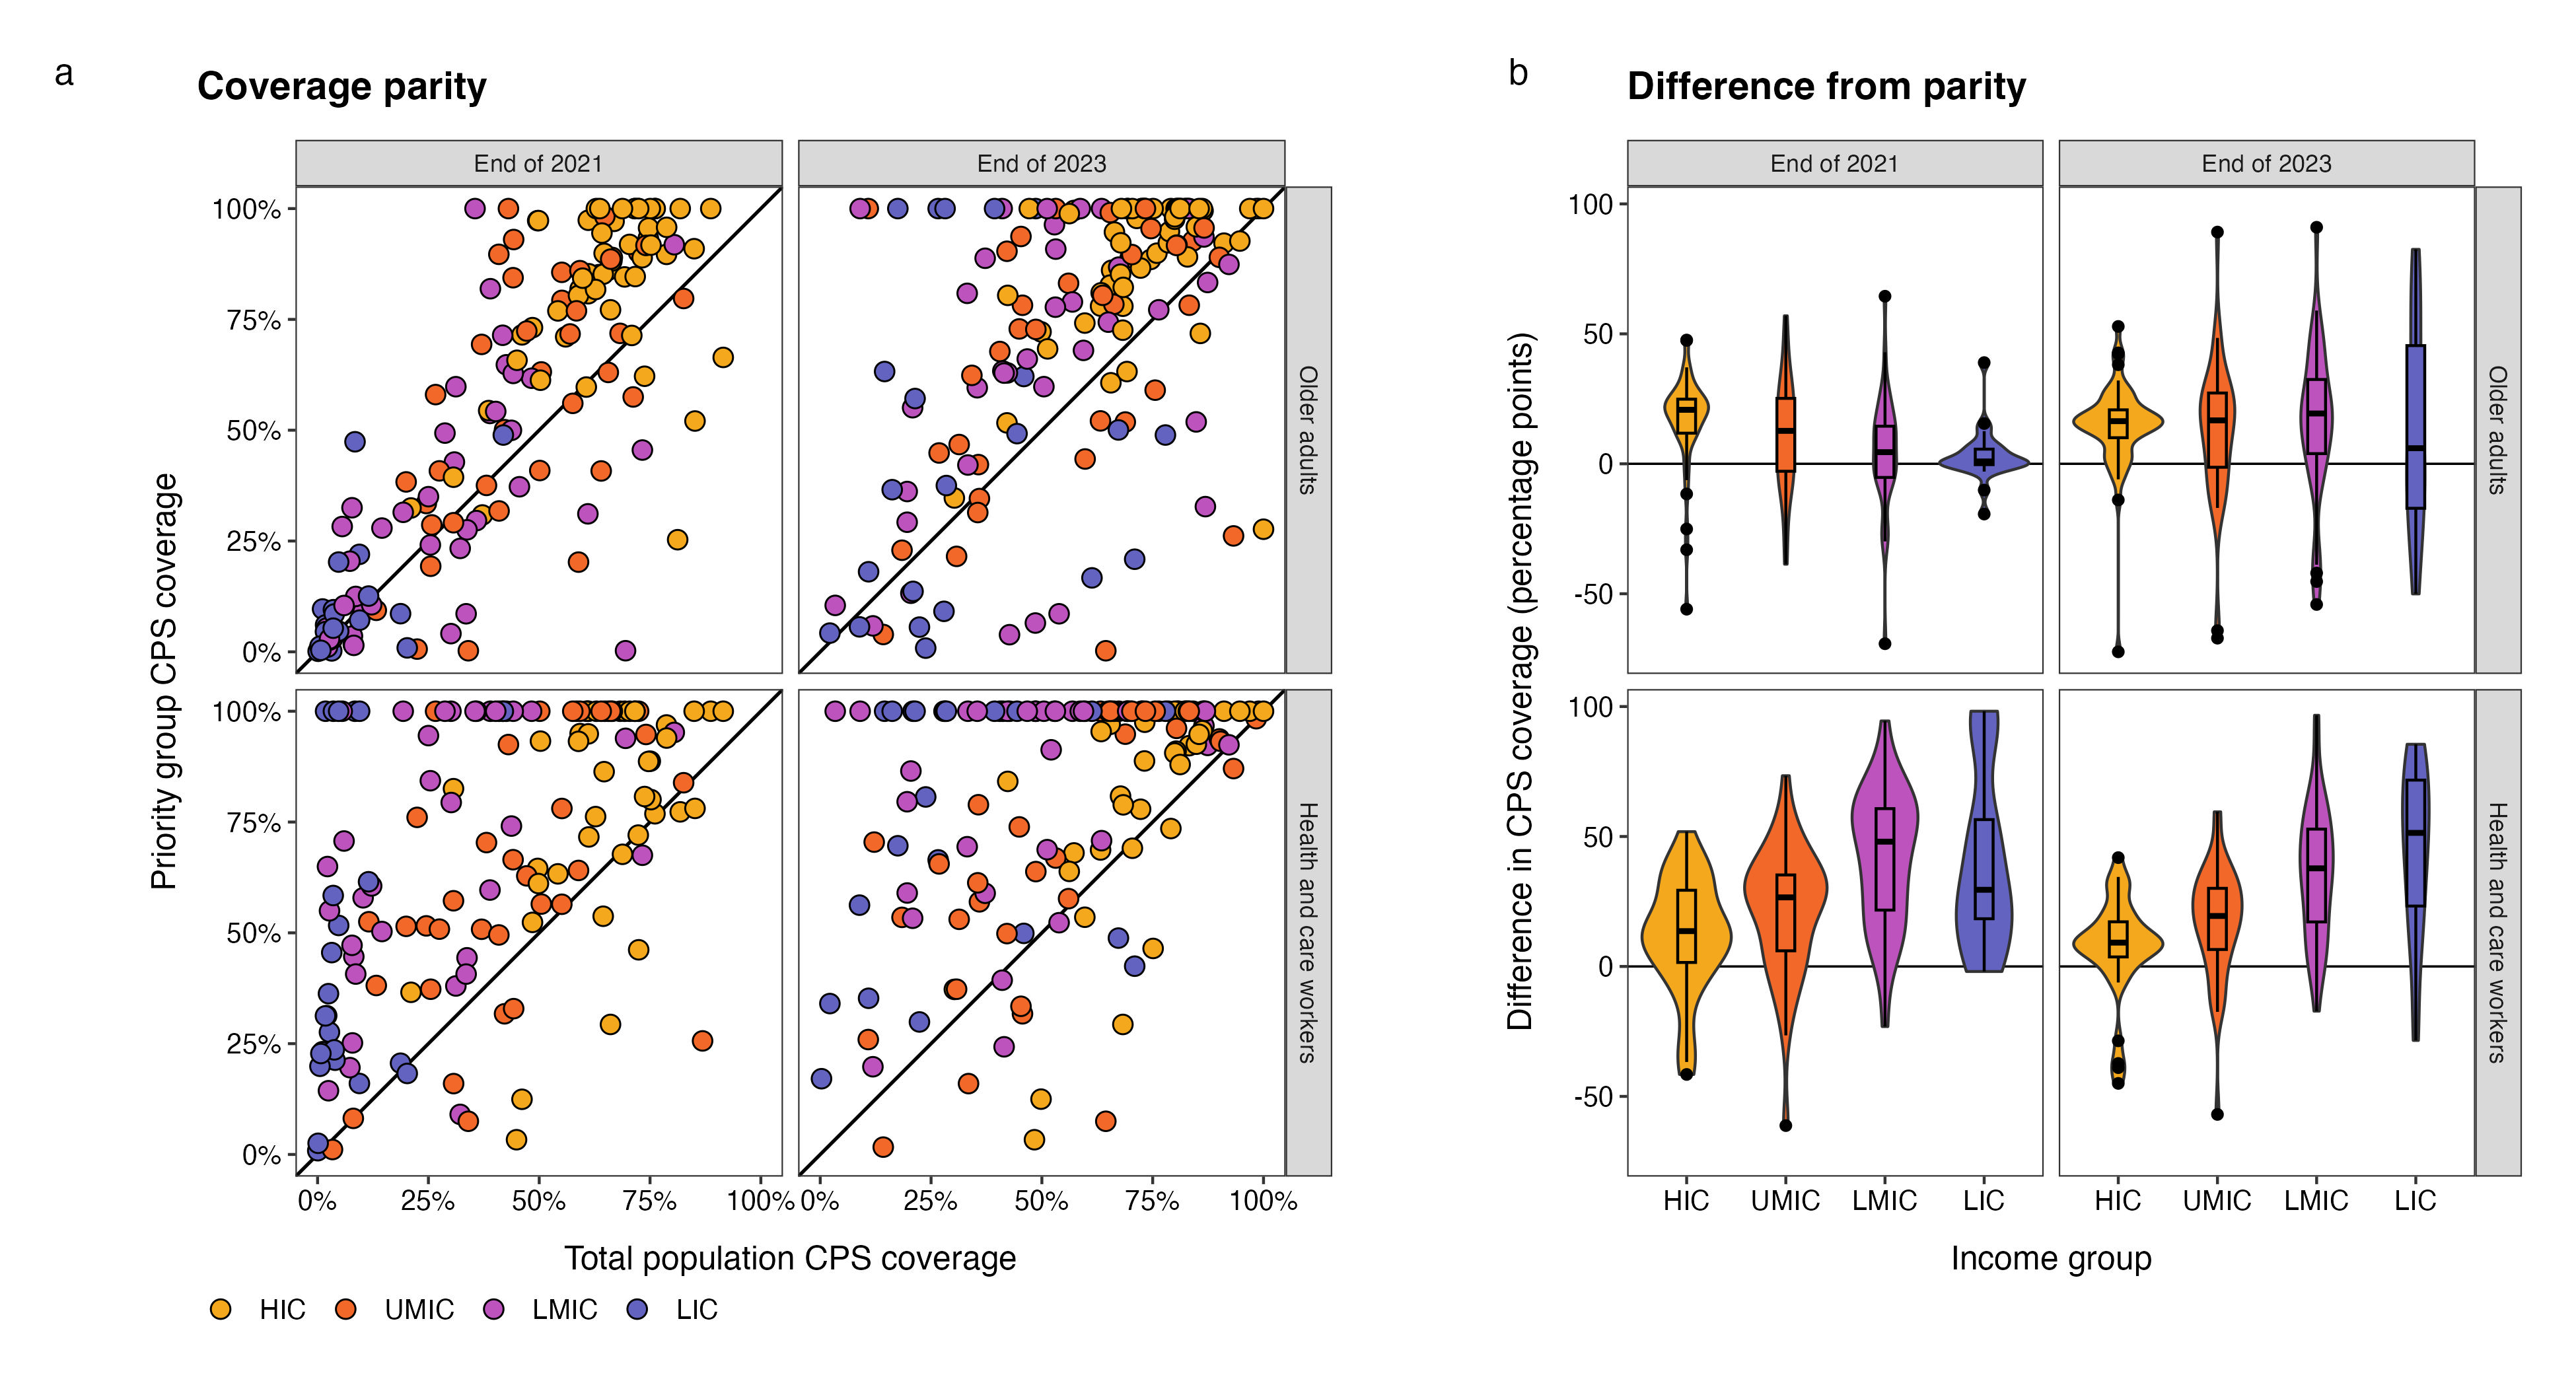 a
Coverage parity
End of 2021
End of 2023
100%
75%
50%
25%
0%
Older adults
100%
75%
50%
25%
0%
Health and care workers
0% 25% 50% 75% 100%
0% 25% 50% 75% 100%
Priority group CPS coverage
Total population CPS coverage
HIC UMIC LMIC LIC
b
Difference from parity
End of 2021
End of 2023
100
50
0
-50
Older adults
100
50
0
-50
Health and care workers
HIC UMIC LMIC LIC
HIC UMIC LMIC LIC
Difference in CPS coverage (percentage points)
Income group